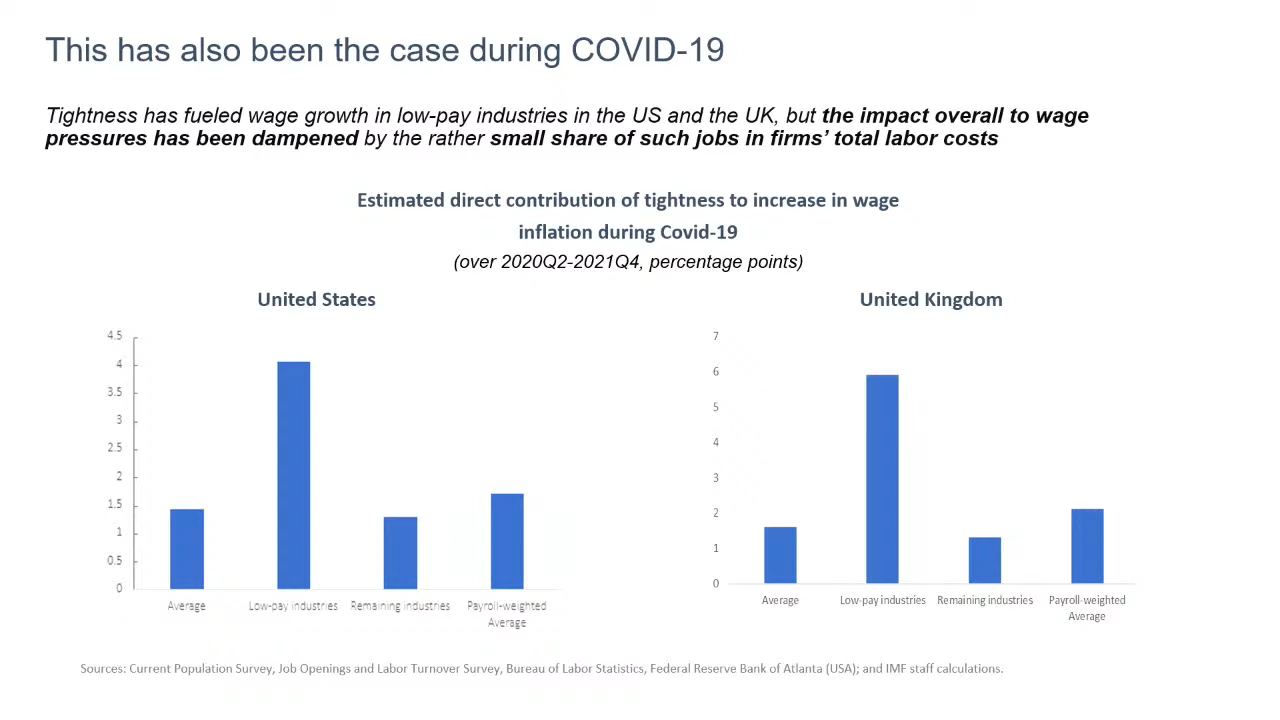 This has also been the case during COVID-19
Tightness has fueled wage growth in low-pay industries in the US and the UK, but the impact overall to wage
pressures has been dampened by the rather small share of such jobs in firms' total labor costs
Estimated direct contribution of tightness to increase in wage
inflation during Covid-19
(over 2020Q2-2021Q4, percentage points)
United States
4.5
4
3.5
3
2.5
2
1.5
1
0.5
0
Average
Low-pay industries
Remaining industries
Payroll-weighted
Average
United Kingdom
7
6
5
4
3
2
1
0
Average
Low-pay industries
Remaining industries
Payroll-weighted
Average
Sources: Current Population Survey, Job Openings and Labor Turnover Survey, Bureau of Labor Statistics, Federal Reserve Bank of Atlanta (USA); and IMF staff calculations.